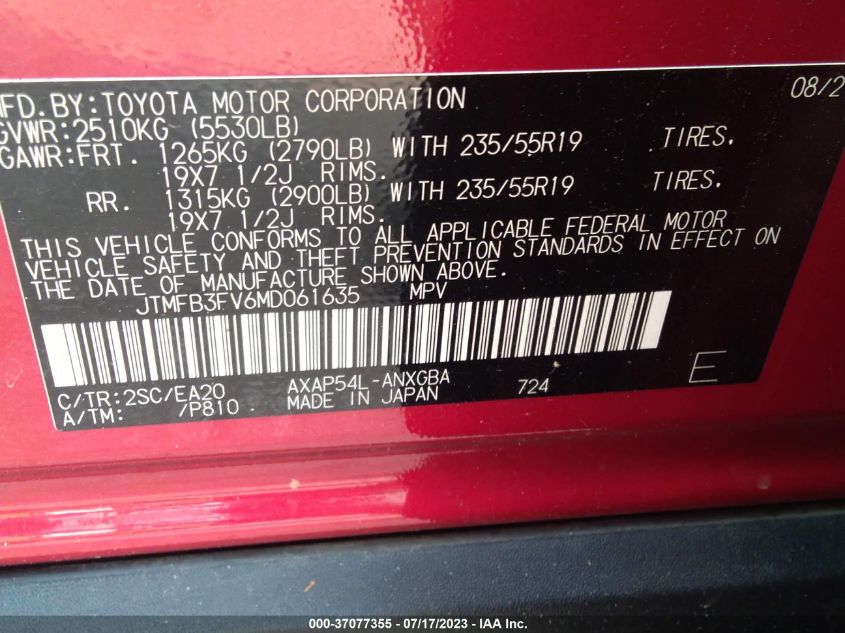 MFD. BY: TOYOTA MOTOR CORPORATION 08/2
GVWR: 2510KG (5530LB)
GAWR: FRT. 1265KG (2790LB) WITH 235/55R19 TIRES.
19X7 1/2J RIMS.
RR. 1315KG (2900LB) WITH 235/55R19 TIRES.
19X7 1/2J RIMS.
THIS VEHICLE CONFORMS TO ALL APPLICABLE FEDERAL MOTOR
VEHICLE SAFETY AND THEFT PREVENTION STANDARDS IN EFFECT ON
THE DATE OF MANUFACTURE SHOWN ABOVE.
JTMFB3FV6MD061635 MPV
C/TR: 2SC/EA20 AXAP54L-ANXGBA 724 E
A/TM: /P810 MADE IN JAPAN
000-37077355 — 07/17/2023 — IAA Inc.